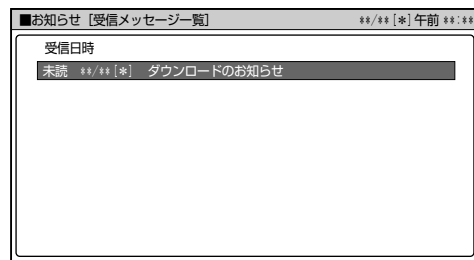 ■お知らせ [受信メッセージ一覧] **/** [*] 午前 **:**
受信日時
未読 **/** [*] ダウンロードのお知らせ